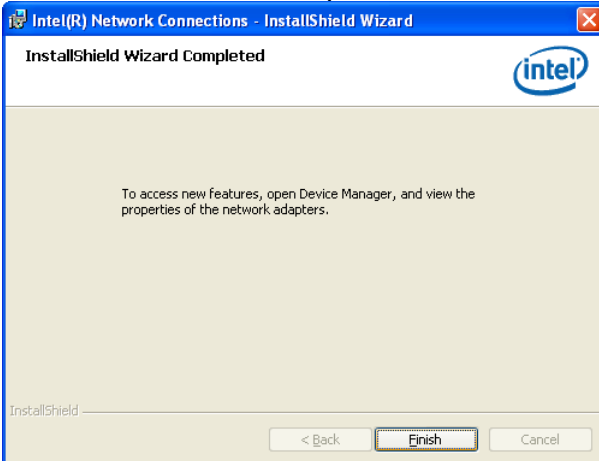 Intel(R) Network Connections - InstallShield Wizard
InstallShield Wizard Completed
intel
To access new features, open Device Manager, and view the
properties of the network adapters.
InstallShield
< Back
Finish
Cancel